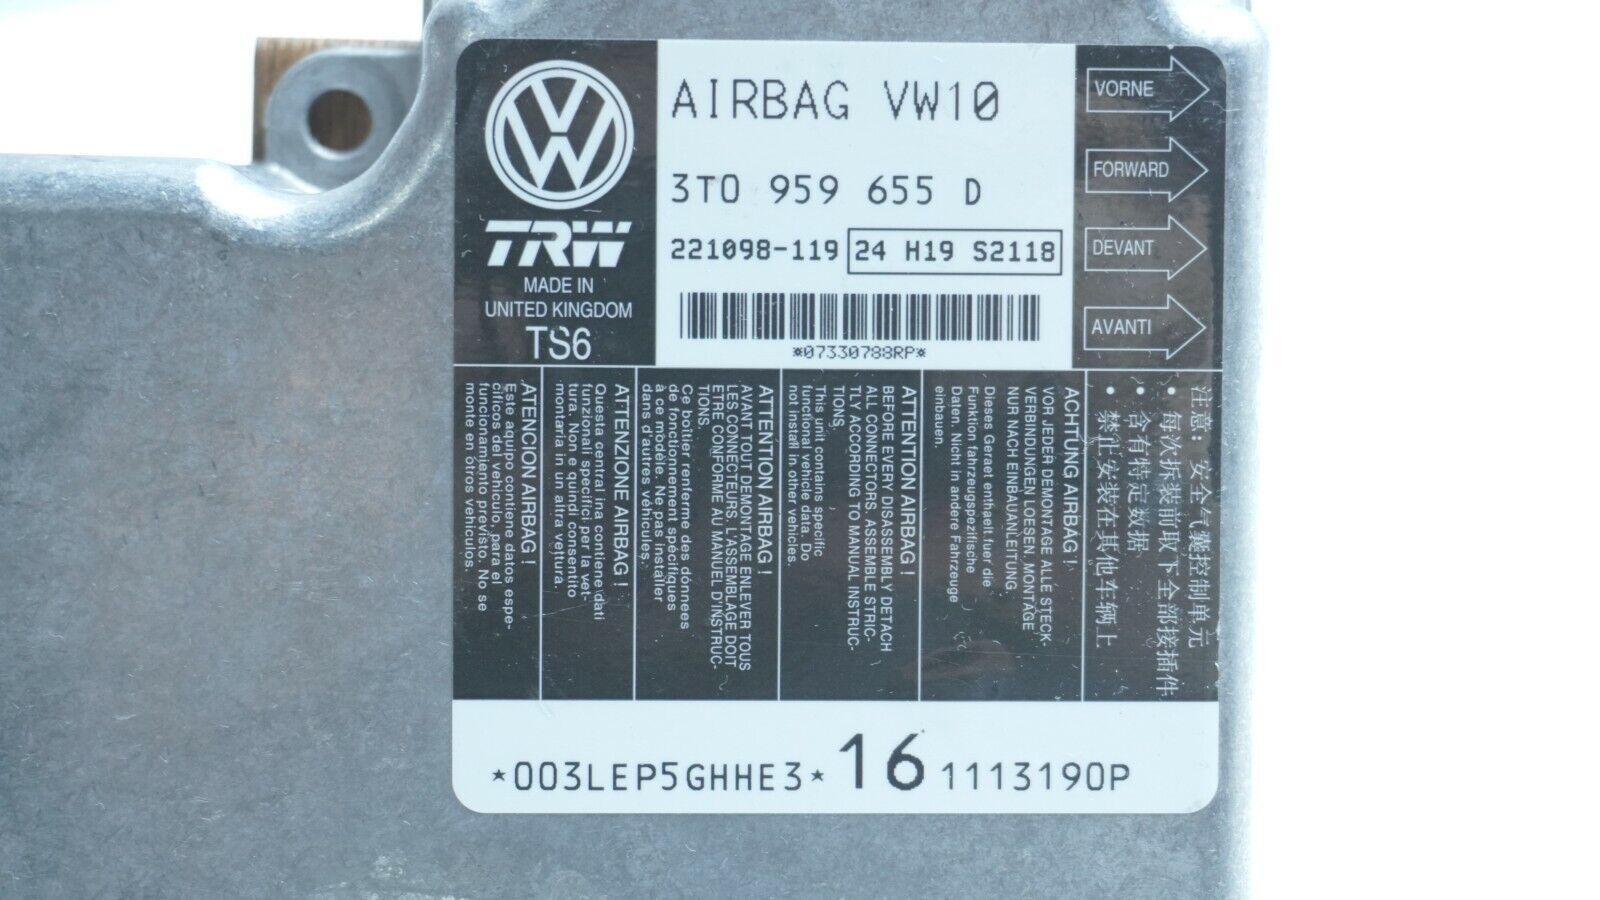 AIRBAG VW10
3T0 959 655 D
221098-119 24 H19 S2118
*07330788RP*
TRW
MADE IN
UNITED KINGDOM
TS6
VORNE
FORWARD
DEVANT
AVANTI
注意：安全气囊控制单元
• 每次拆装前取下全部接插件
• 含有特定数据
• 禁止安装在其他车辆上
ACHTUNG AIRBAG !
VOR JEDER DEMONTAGE ALLE STECK-
VERBINDUNGEN LOESEN. MONTAGE
NUR NACH EINBAUANLEITUNG
Dieses Geraet enthaelt fuer die
Funktion fahrzeugspezifische
Daten. Nicht in andere Fahrzeuge
einbauen.
ATTENTION AIRBAG !
BEFORE EVERY DISASSEMBLY DETACH
ALL CONNECTORS. ASSEMBLE STRIC-
TLY ACCORDING TO MANUAL INSTRUC-
TIONS.
This unit contains specific
functional vehicle data. Do
not install in other vehicles.
ATTENTION AIRBAG !
AVANT TOUT DEMONTAGE ENLEVER TOUS
LES CONNECTEURS. L'ASSEMBLAGE DOIT
ETRE CONFORME AU MANUEL D'INSTRUC-
TIONS.
Ce boîtier renferme des données
de fonctionnement spécifiques
à ce modèle. Ne pas installer
dans d'autres véhicules.
ATTENZIONE AIRBAG !
Questa centralina contiene dati
funzionali specifici per la vet-
tura. Non e quindi consentito
montarla in un altra vettura.
ATENCION AIRBAG !
Este aquipo contiene datos espe-
cíficos del vehículo, para el
funcionamiento previsto. No se
monte en otros vehículos.
*003LEP5GHHE3* 16 1113190P